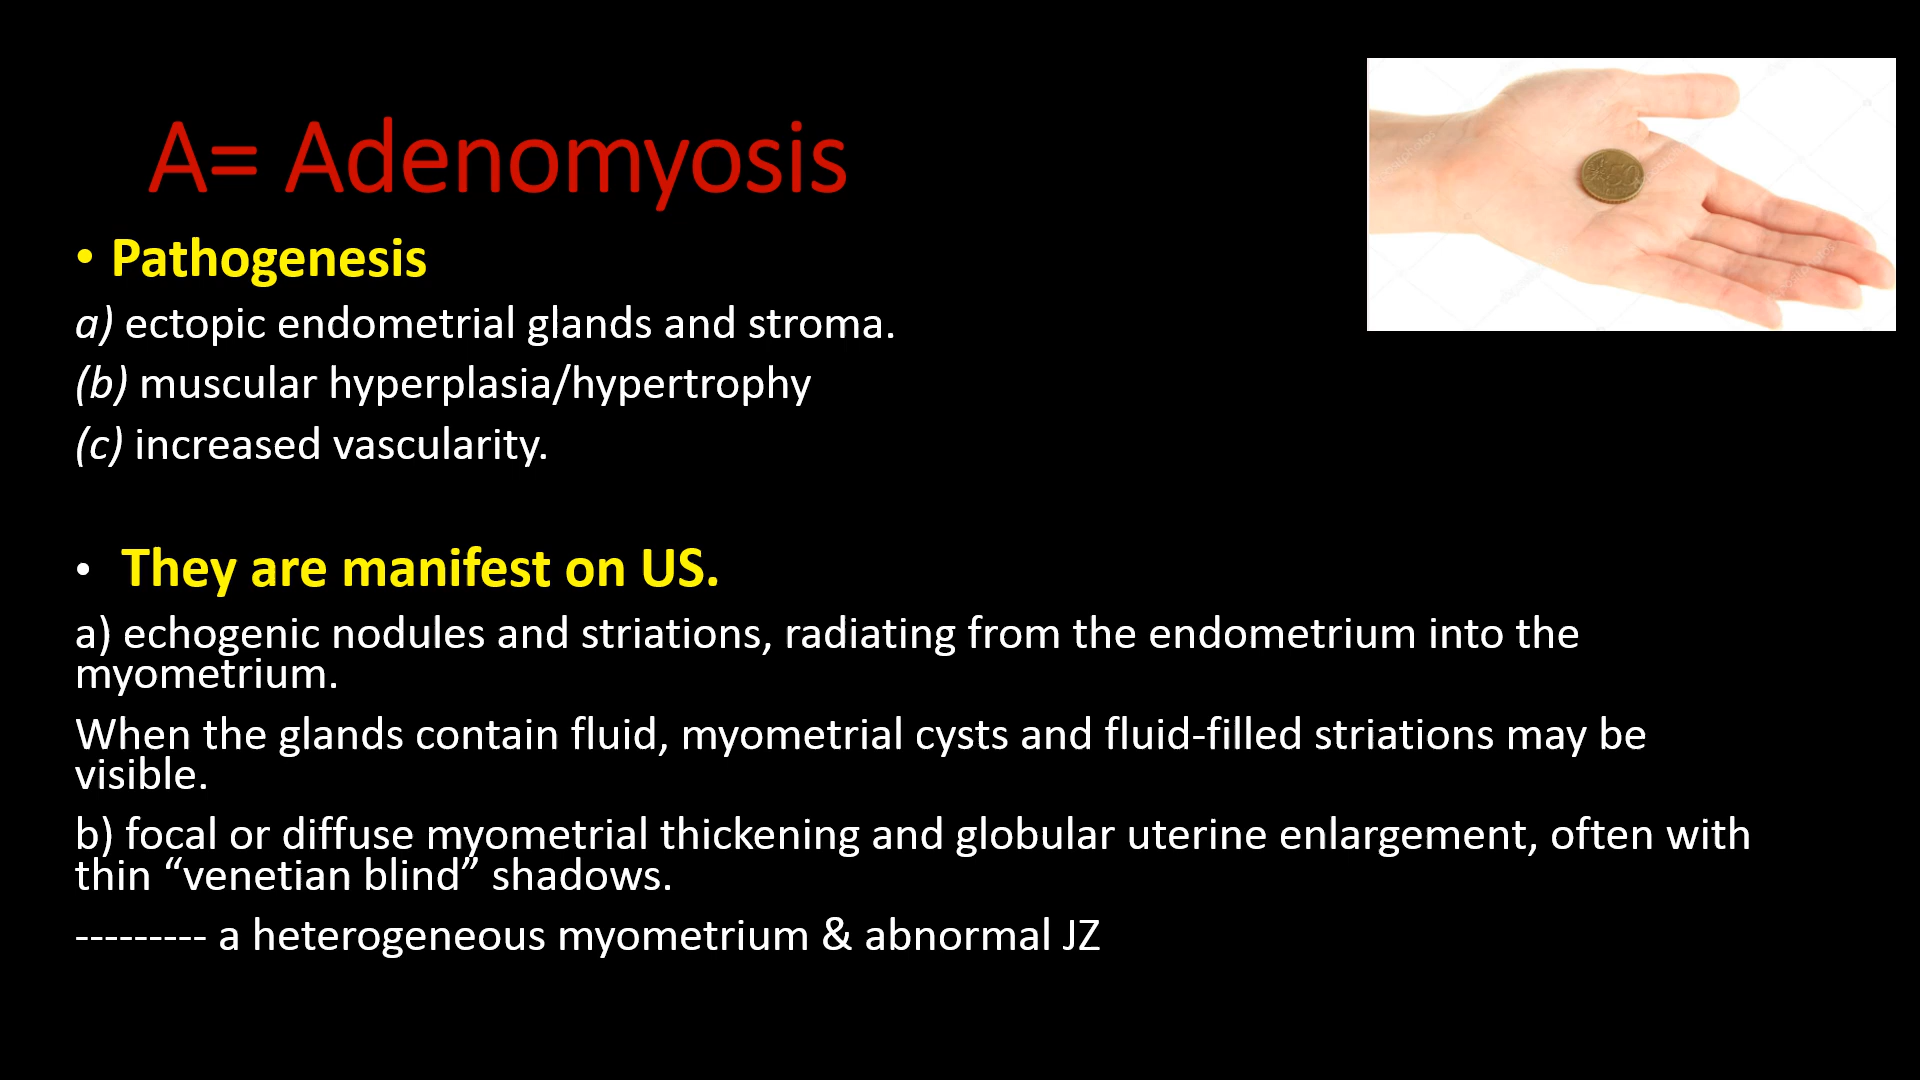 A= Adenomyosis
• Pathogenesis
a) ectopic endometrial glands and stroma.
(b) muscular hyperplasia/hypertrophy
(c) increased vascularity.
• They are manifest on US.
a) echogenic nodules and striations, radiating from the endometrium into the
myometrium.
When the glands contain fluid, myometrial cysts and fluid-filled striations may be
visible.
b) focal or diffuse myometrial thickening and globular uterine enlargement, often with
thin “venetian blind” shadows.
--------- a heterogeneous myometrium & abnormal JZ